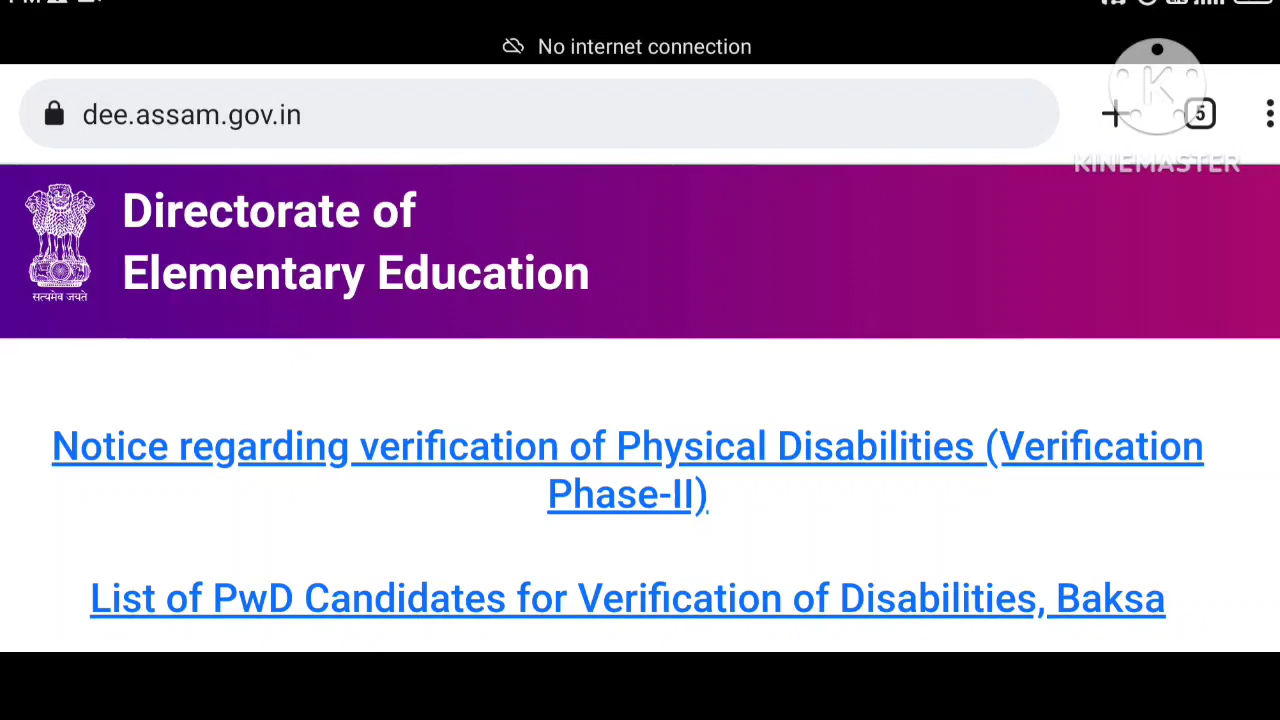 No internet connection
dee.assam.gov.in
5
K
KINEMASTER
Directorate of
Elementary Education
सत्यमेव जयते
Notice regarding verification of Physical Disabilities (Verification
Phase-II)
List of PwD Candidates for Verification of Disabilities, Baksa